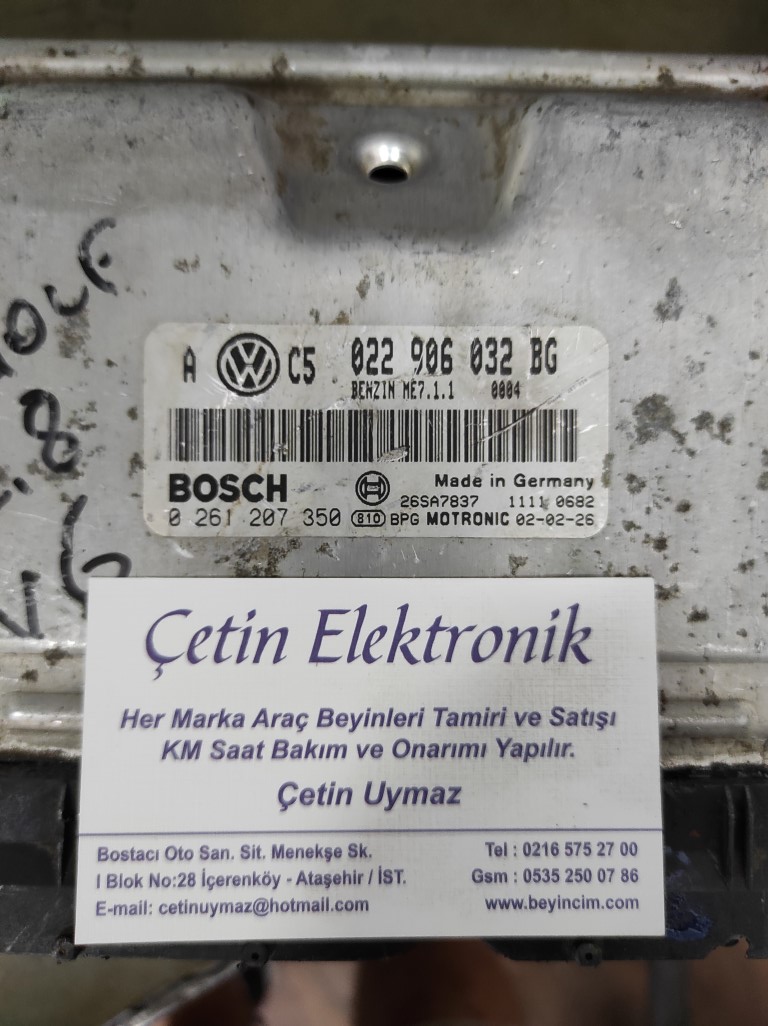 A VW C5 022 906 032 BG
BENZIN ME7.1.1 0004
BOSCH Made in Germany
26SA7837 1111 0682
0 261 207 350 810 BPG MOTRONIC 02-02-26
V6
Çetin Elektronik
Her Marka Araç Beyinleri Tamiri ve Satışı
KM Saat Bakım ve Onarımı Yapılır.
Çetin Uymaz
Bostacı Oto San. Sit. Menekşe Sk.
I Blok No:28 İçerenköy - Ataşehir / İST.
E-mail: cetinuymaz@hotmail.com
Tel : 0216 575 27 00
Gsm : 0535 250 07 86
www.beyincim.com